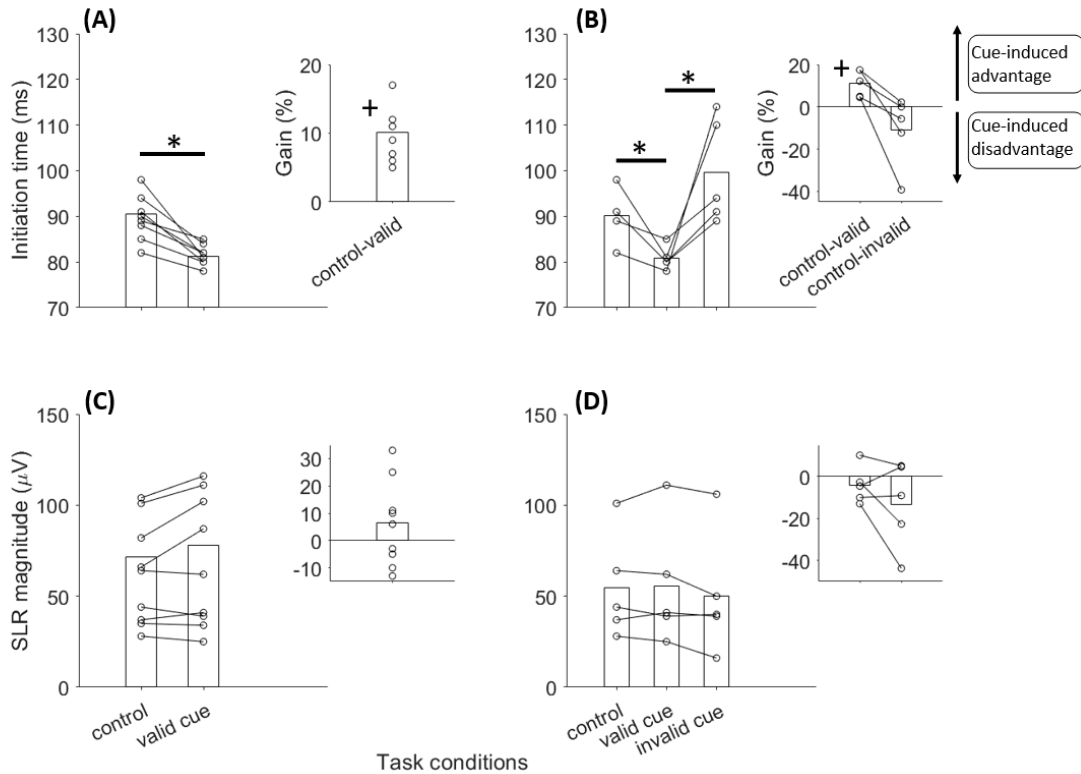 (A)
Initiation time (ms)
130
120
110
100
90
80
70
*
Gain (%)
20
10
0
+
control-valid
(B)
130
120
110
100
90
80
70
*
*
Gain (%)
20
0
-20
-40
+
control-valid
control-invalid
Cue-induced
advantage
Cue-induced
disadvantage
(C)
SLR magnitude (μV)
150
100
50
0
30
20
10
0
-10
control
valid cue
(D)
150
100
50
0
0
-20
-40
control
valid cue
invalid cue
Task conditions